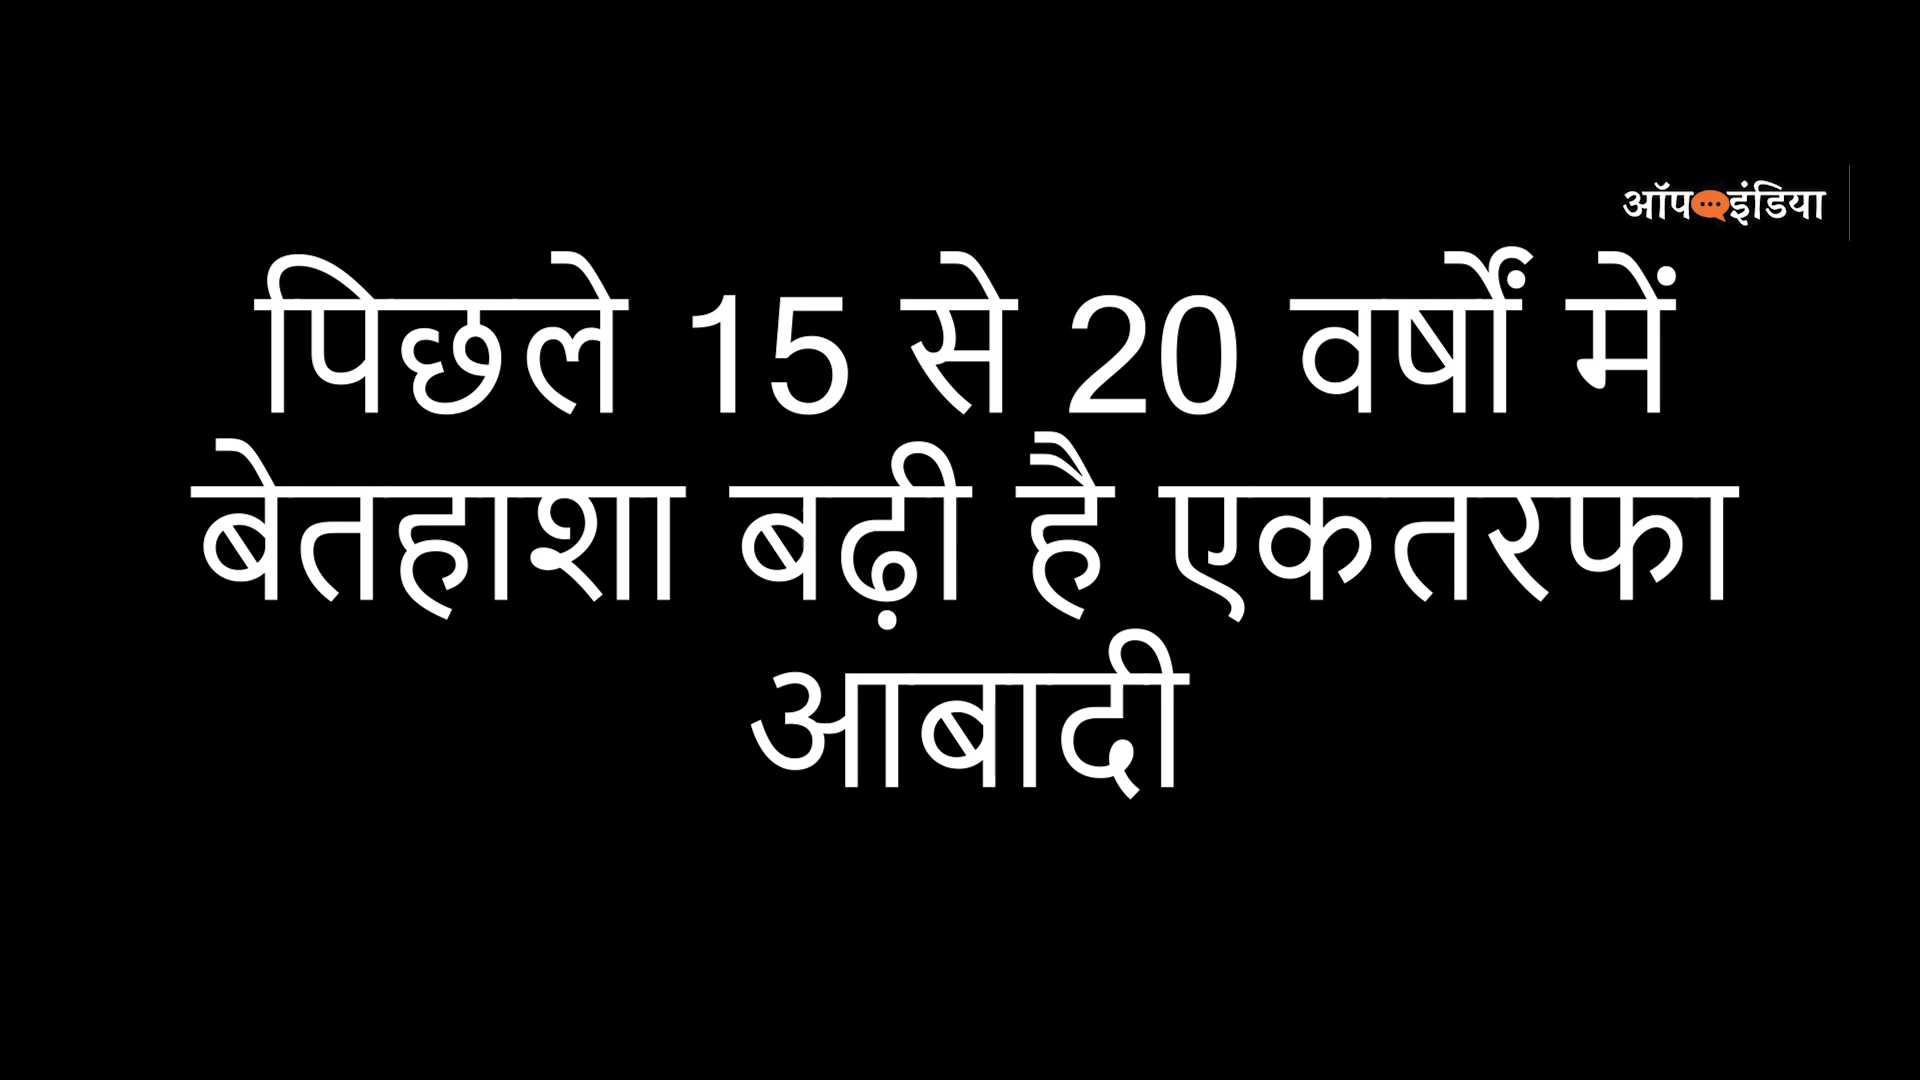 ऑपइंडिया
पिछले 15 से 20 वर्षों में
बेतहाशा बढ़ी है एकतरफा
आबादी